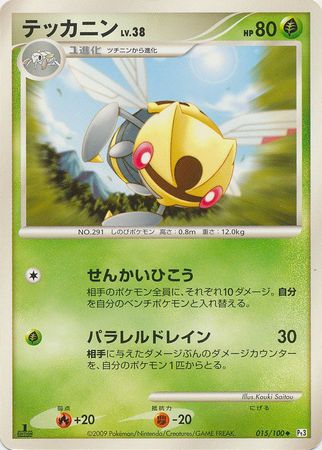 テッカニン LV.38 HP 80
1進化 ツチニンから進化
NO.291 しのびポケモン 高さ：0.8m 重さ：12.0kg
せんかいひこう
相手のポケモン全員に、それぞれ10ダメージ。自分
を自分のベンチポケモンと入れ替える。
パラレルドレイン 30
相手に与えたダメージぶんのダメージカウンター
を、自分のポケモン1匹からとる。
Illus.Kouki Saitou
弱点 抵抗力 にげる
+20 -20
1 EDITION
©2009 Pokémon/Nintendo/Creatures/GAME FREAK.
015/100 Pt3